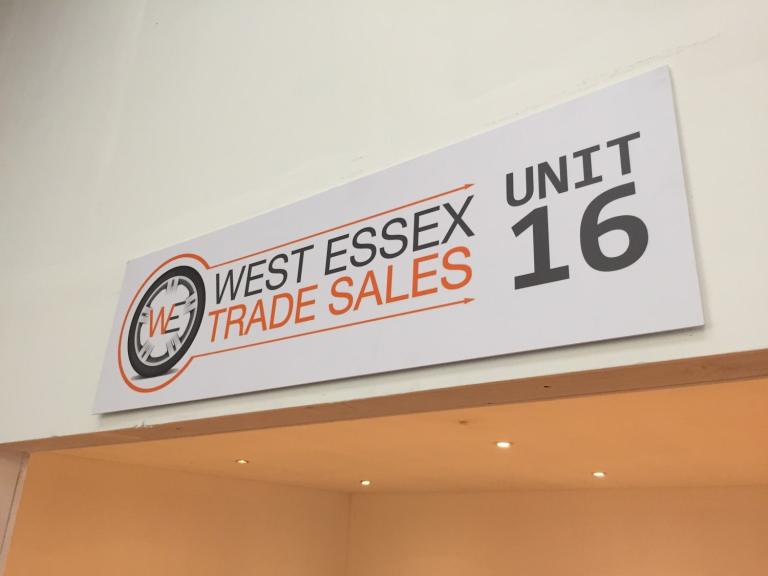 WE
WEST ESSEX
TRADE SALES
UNIT
16